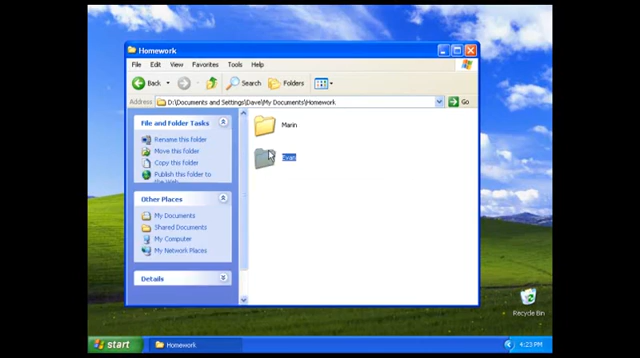 Homework
File Edit View Favorites Tools Help
Back Search Folders
Address D:\Documents and Settings\Dave\My Documents\Homework Go
File and Folder Tasks
Rename this folder
Move this folder
Copy this folder
Publish this folder to
the Web
Other Places
My Documents
Shared Documents
My Computer
My Network Places
Details
Marin
Evan
Recycle Bin
start Homework 4:23 PM